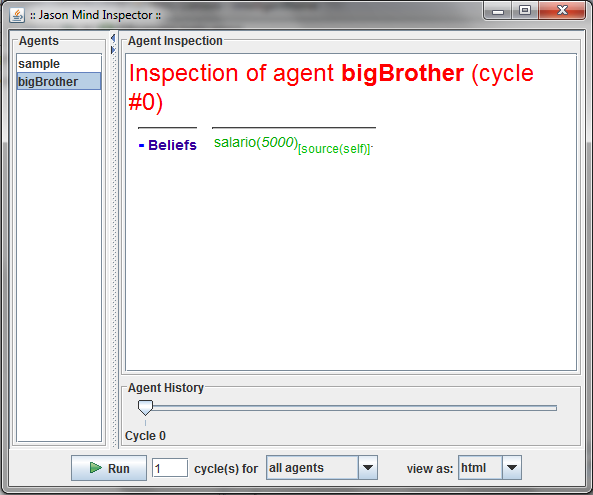 :: Jason Mind Inspector ::
Agents
sample
bigBrother
Agent Inspection
Inspection of agent bigBrother (cycle
#0)
- Beliefs salario(5000)[source(self)].
Agent History
Cycle 0
Run 1 cycle(s) for all agents view as: html